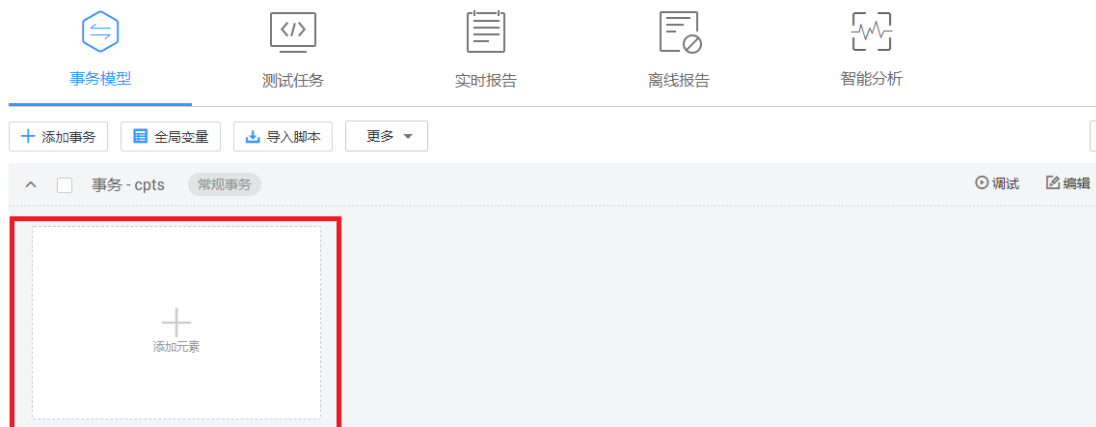 事务模型
测试任务
实时报告
离线报告
智能分析
添加事务
全局变量
导入脚本
更多
事务 - cpts 常规事务
调试
编辑
添加元素